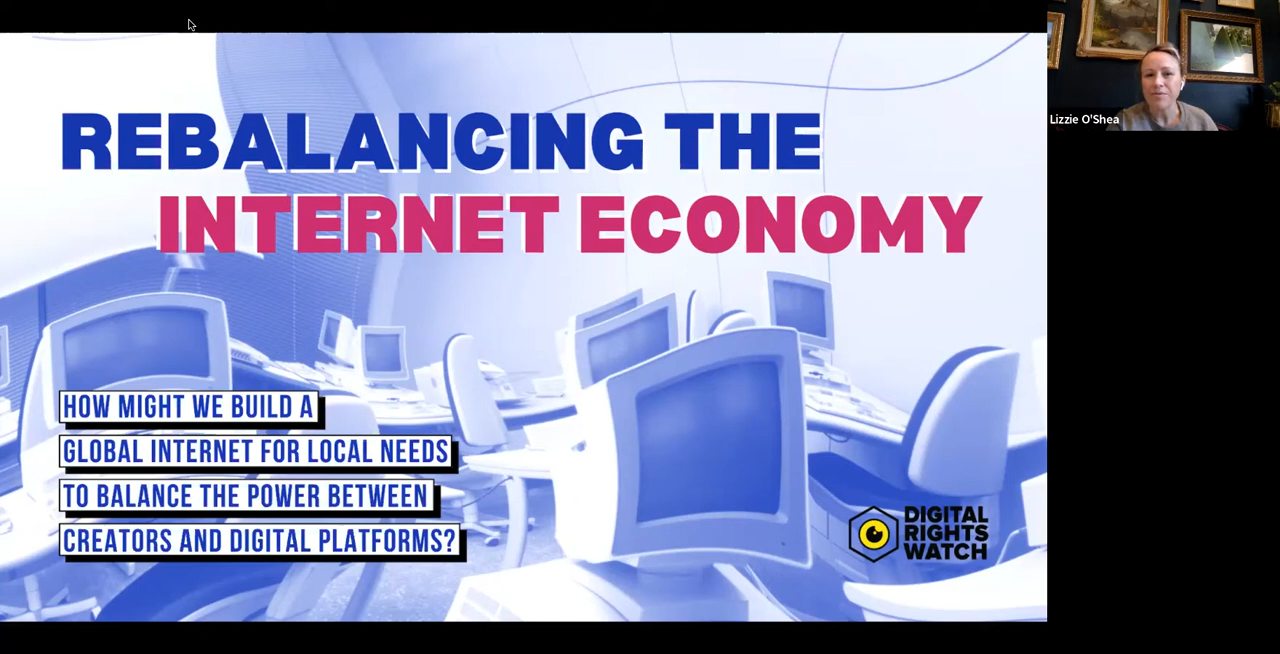 REBALANCING THE
INTERNET ECONOMY
HOW MIGHT WE BUILD A
GLOBAL INTERNET FOR LOCAL NEEDS
TO BALANCE THE POWER BETWEEN
CREATORS AND DIGITAL PLATFORMS?
DIGITAL
RIGHTS
WATCH
Lizzie O'Shea